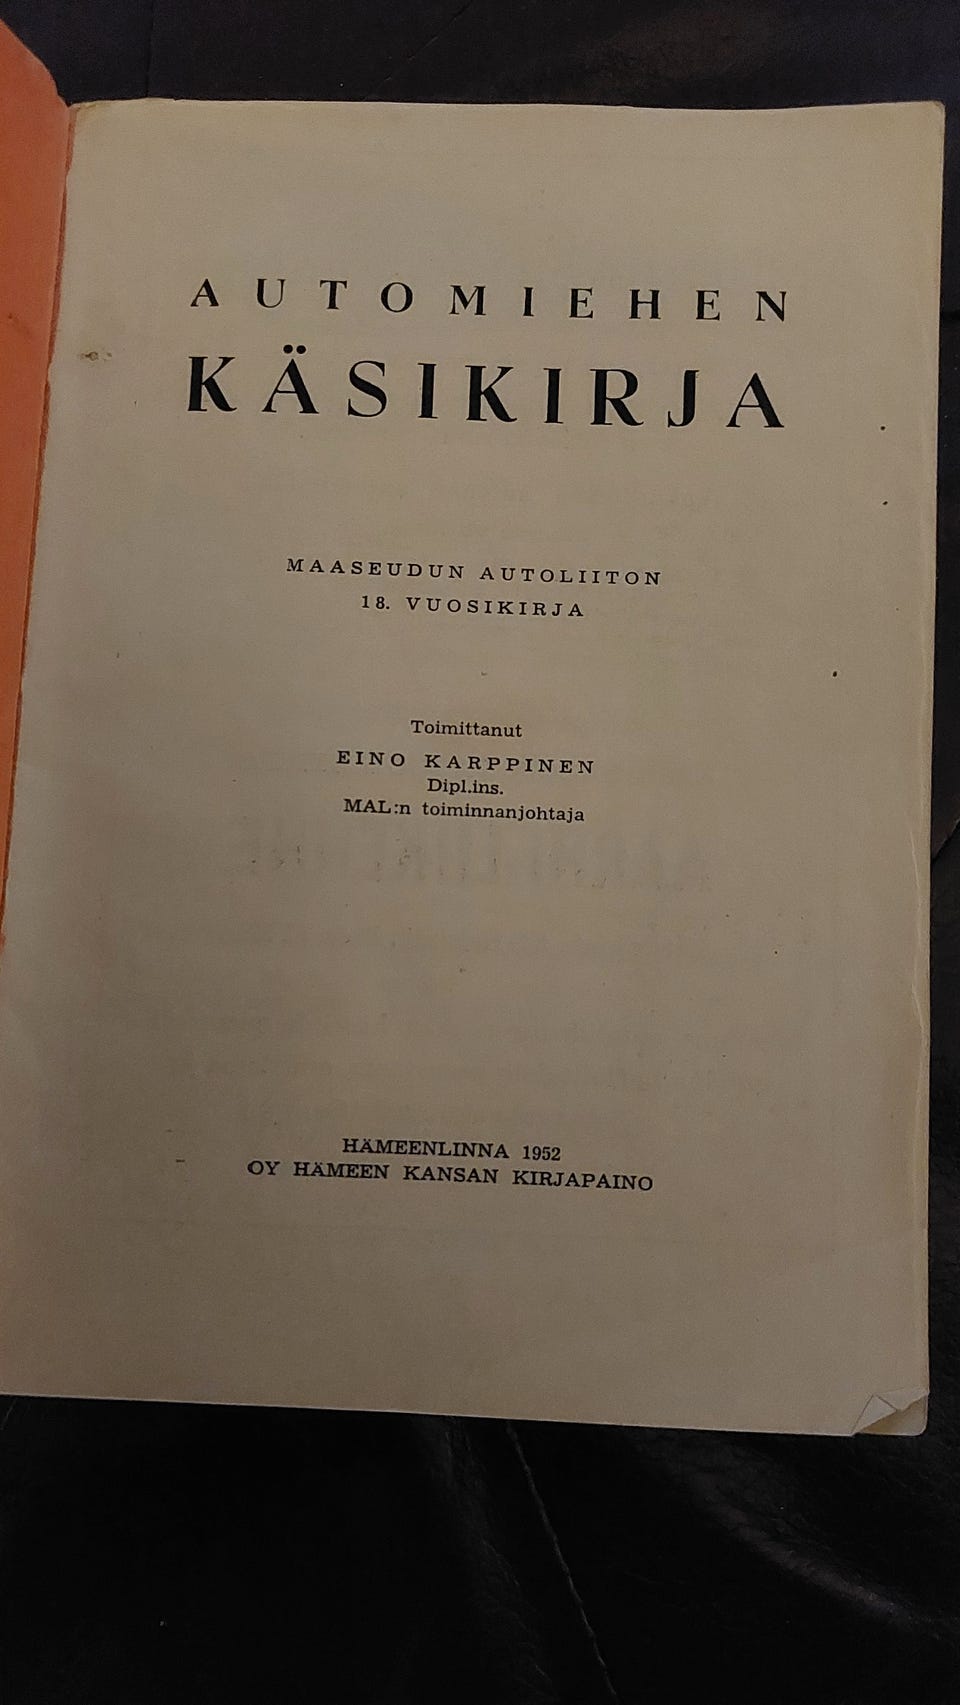 AUTOMIEHEN
KÄSIKIRJA
MAASEUDUN AUTOLIITON
18. VUOSIKIRJA
Toimittanut
EINO KARPPINEN
Dipl.ins.
MAL:n toiminnanjohtaja
HÄMEENLINNA 1952
OY HÄMEEN KANSAN KIRJAPAINO